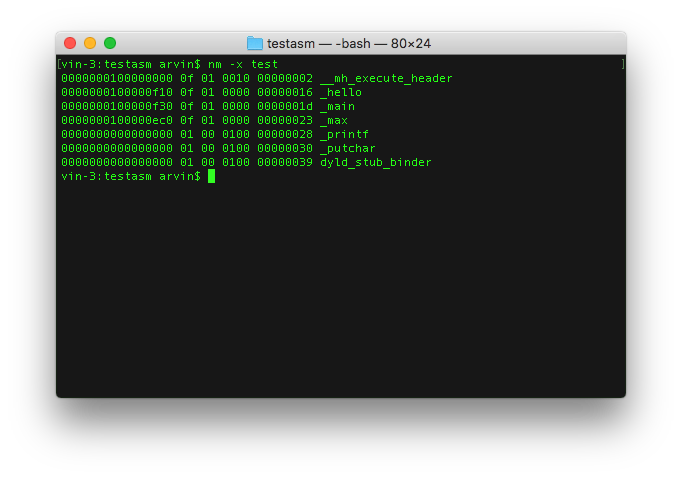 testasm — -bash — 80×24
[vin-3:testasm arvin$ nm -x test ]
0000000100000000 0f 01 0010 00000002 __mh_execute_header
0000000100000f10 0f 01 0000 00000016 _hello
0000000100000f30 0f 01 0000 0000001d _main
0000000100000ec0 0f 01 0000 00000023 _max
0000000000000000 01 00 0100 00000028 _printf
0000000000000000 01 00 0100 00000030 _putchar
0000000000000000 01 00 0100 00000039 dyld_stub_binder
vin-3:testasm arvin$